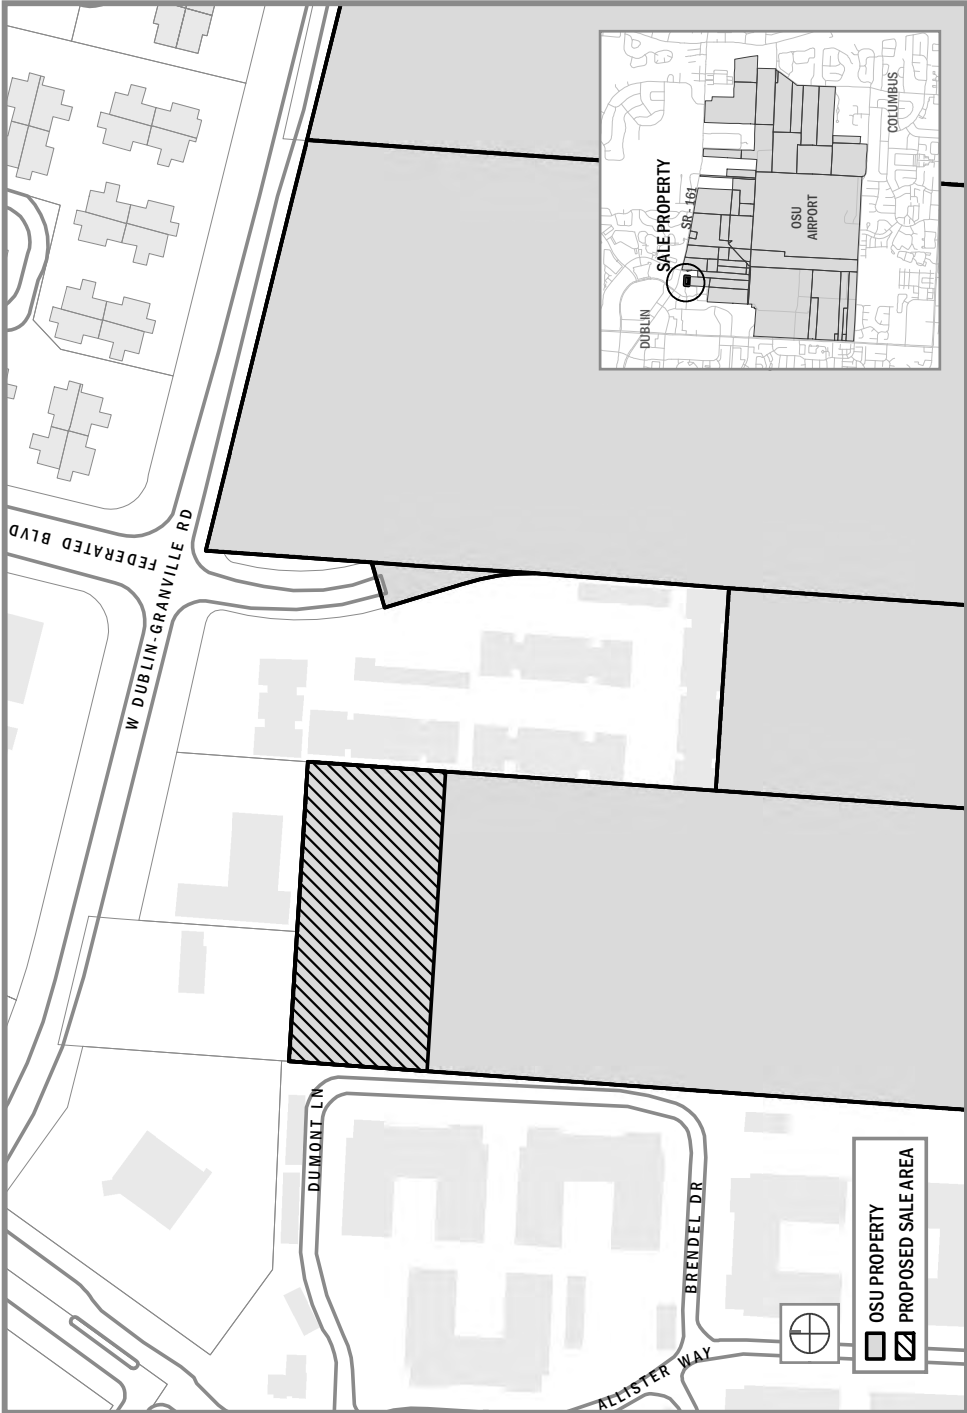 FEDERATED BLVD
W DUBLIN-GRANVILLE RD
DUMONT LN
BRENDEL DR
ALLISTER WAY
SALE PROPERTY
SR - 161
DUBLIN
OSU
AIRPORT
COLUMBUS
OSU PROPERTY
PROPOSED SALE AREA